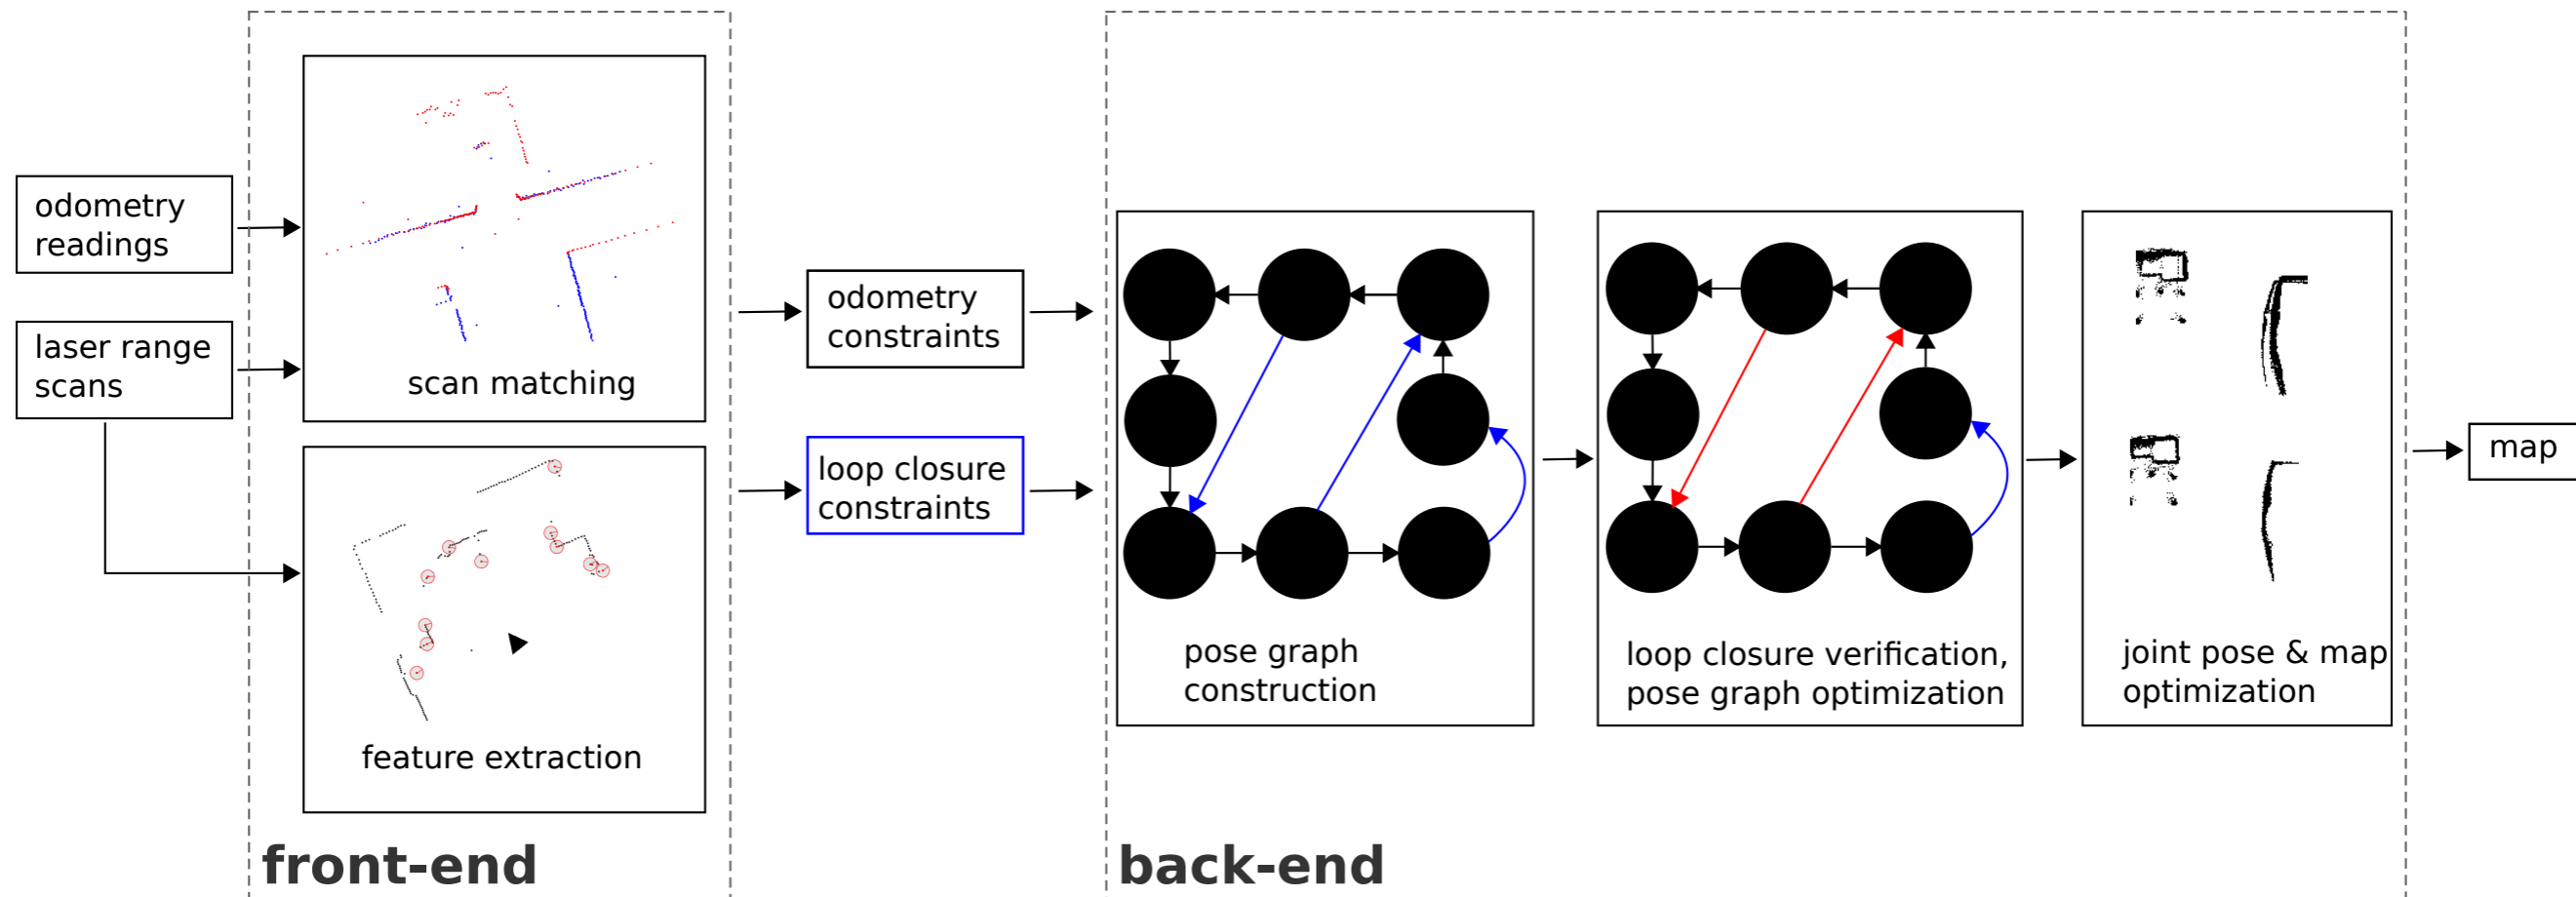 odometry
readings
laser range
scans
scan matching
feature extraction
front-end
odometry
constraints
loop closure
constraints
pose graph
construction
loop closure verification,
pose graph optimization
joint pose & map
optimization
back-end
map